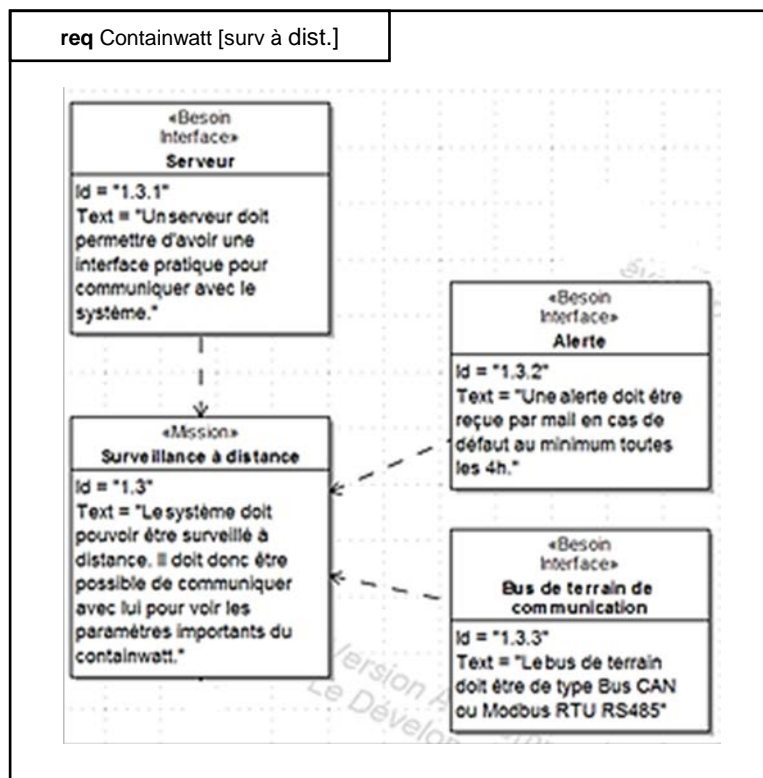 req Containwatt [surv à dist.]
«Besoin
Interface»
Serveur
Id = "1.3.1"
Text = "Un serveur doit
permettre d'avoir une
interface pratique pour
communiquer avec le
système."
«Besoin
Interface»
Alerte
Id = "1.3.2"
Text = "Une alerte doit être
reçue par mail en cas de
défaut au minimum toutes
les 4h."
«Mission»
Surveillance à distance
Id = "1.3"
Text = "Le système doit
pouvoir être surveillé à
distance. Il doit donc être
possible de communiquer
avec lui pour voir les
paramètres importants du
containwatt."
«Besoin
Interface»
Bus de terrain de
communication
Id = "1.3.3"
Text = "Le bus de terrain
doit être de type Bus CAN
ou Modbus RTU RS485"
Version
Le